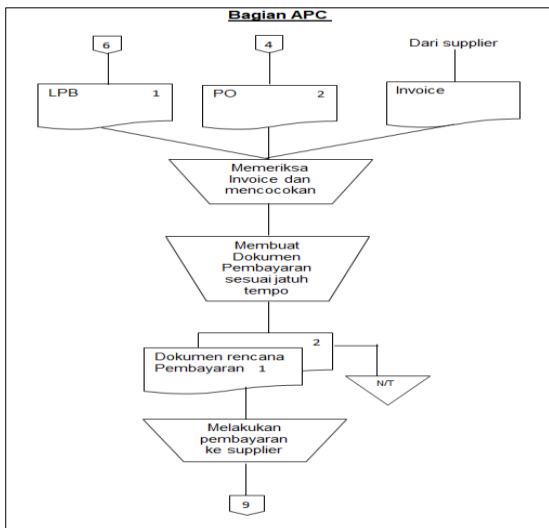 Bagian APC
6
4
Dari supplier
LPB 1
PO 2
Invoice
Memeriksa
Invoice dan
mencocokan
Membuat
Dokumen
Pembayaran
sesuai jatuh
tempo
2
Dokumen rencana
Pembayaran 1
N/T
Melakukan
pembayaran
ke supplier
9